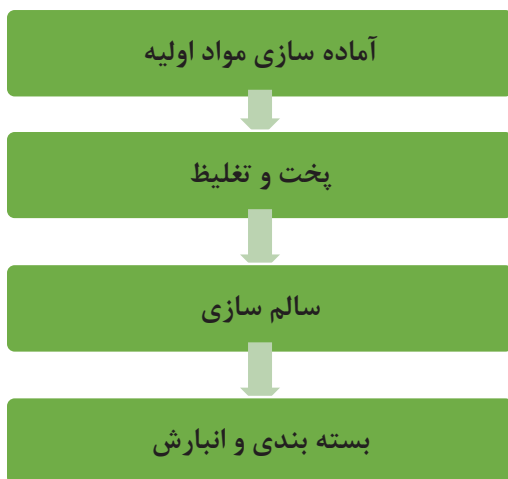 آماده سازی مواد اولیه
پخت و تغلیظ
سالم سازی
بسته بندی و انبارش